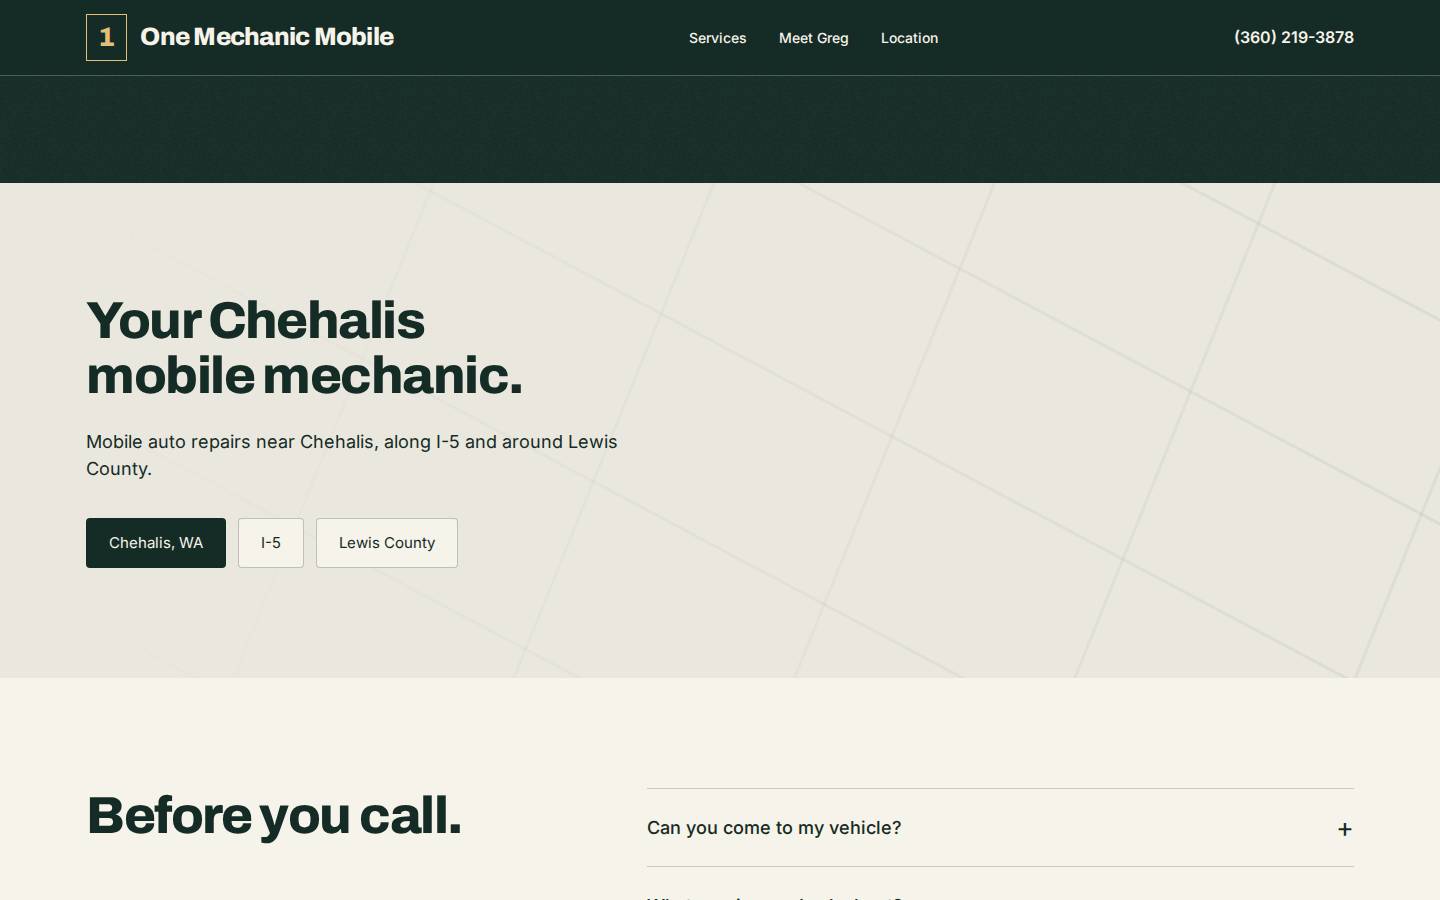 1 One Mechanic Mobile
Services Meet Greg Location
(360) 219-3878
Your Chehalis
mobile mechanic.
Mobile auto repairs near Chehalis, along I-5 and around Lewis
County.
Chehalis, WA
I-5
Lewis County
Before you call.
Can you come to my vehicle?
+